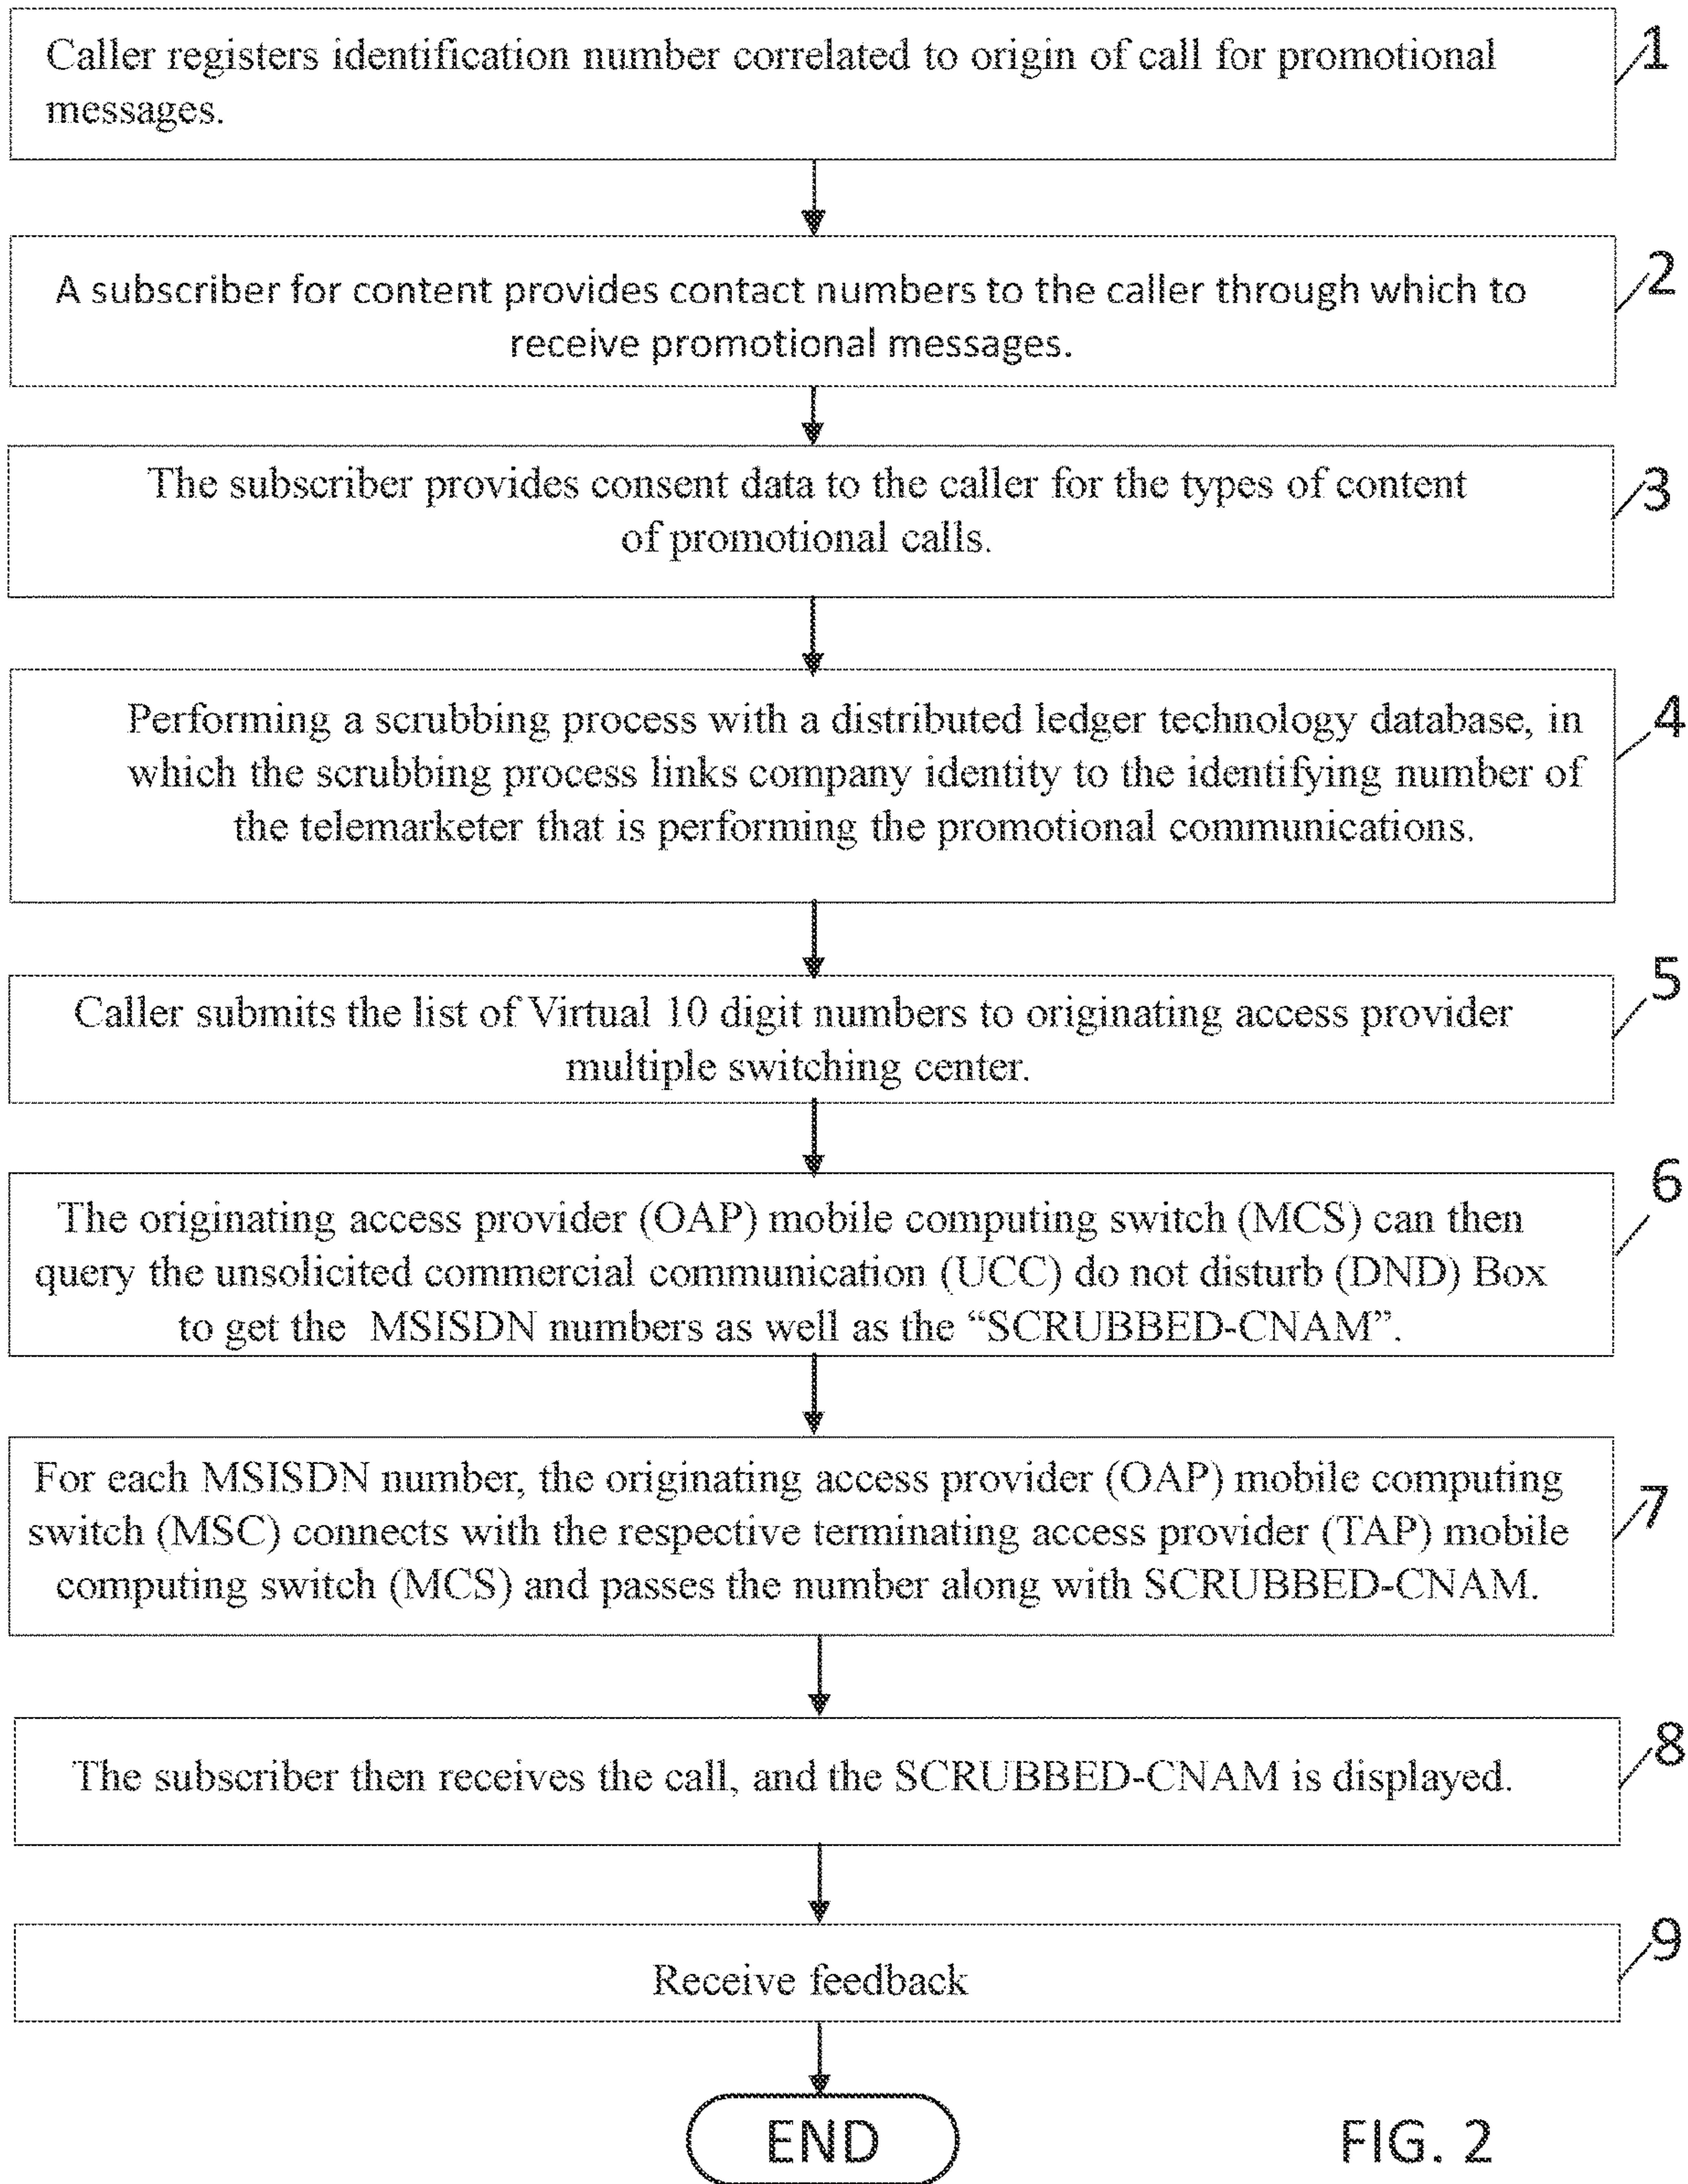 Caller registers identification number correlated to origin of call for promotional
messages.
1
A subscriber for content provides contact numbers to the caller through which to
receive promotional messages.
2
The subscriber provides consent data to the caller for the types of content
of promotional calls.
3
Performing a scrubbing process with a distributed ledger technology database, in
which the scrubbing process links company identity to the identifying number of
the telemarketer that is performing the promotional communications.
4
Caller submits the list of Virtual 10 digit numbers to originating access provider
multiple switching center.
5
The originating access provider (OAP) mobile computing switch (MCS) can then
query the unsolicited commercial communication (UCC) do not disturb (DND) Box
to get the MSISDN numbers as well as the “SCRUBBED-CNAM”.
6
For each MSISDN number, the originating access provider (OAP) mobile computing
switch (MSC) connects with the respective terminating access provider (TAP) mobile
computing switch (MCS) and passes the number along with SCRUBBED-CNAM.
7
The subscriber then receives the call, and the SCRUBBED-CNAM is displayed.
8
Receive feedback
9
END
FIG. 2